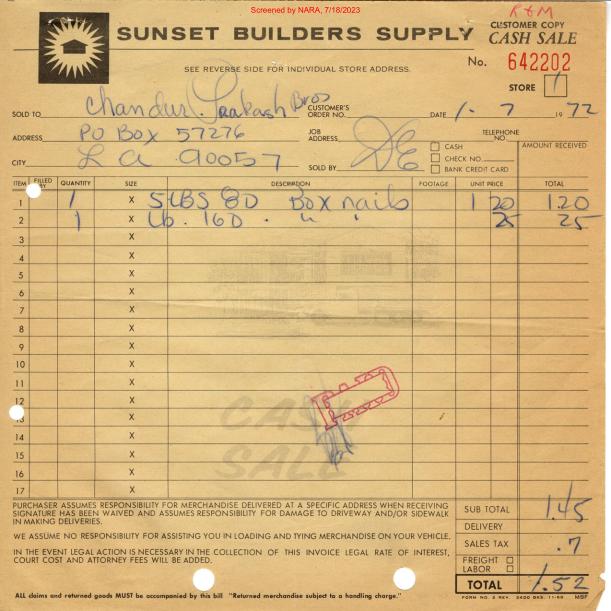 Screened by NARA, 7/18/2023
R&M
SUNSET BUILDERS SUPPLY
CUSTOMER COPY
CASH SALE
No. 642202
SEE REVERSE SIDE FOR INDIVIDUAL STORE ADDRESS.
STORE 1
SOLD TO Chandur Prakash Bros
CUSTOMER'S ORDER NO.
DATE 1-7 1972
ADDRESS PO Box 57276
JOB ADDRESS
TELEPHONE NO.
CITY LA 90057
SOLD BY
CASH
CHECK NO.
BANK CREDIT CARD
AMOUNT RECEIVED
ITEM FILLED BY QUANTITY SIZE DESCRIPTION FOOTAGE UNIT PRICE TOTAL
1 1 X 5 LBS 8D Box nails 1 20 1.20
2 1 X Lb. 16D . " " 25 25
3 X
4 X
5 X
6 X
7 X
8 X
9 X
10 X
11 X
12 X
13 X
14 X
15 X
16 X
17 X
CASH
SALE
PURCHASER ASSUMES RESPONSIBILITY FOR MERCHANDISE DELIVERED AT A SPECIFIC ADDRESS WHEN RECEIVING
SIGNATURE HAS BEEN WAIVED AND ASSUMES RESPONSIBILITY FOR DAMAGE TO DRIVEWAY AND/OR SIDEWALK
IN MAKING DELIVERIES.
WE ASSUME NO RESPONSIBILITY FOR ASSISTING YOU IN LOADING AND TYING MERCHANDISE ON YOUR VEHICLE.
IN THE EVENT LEGAL ACTION IS NECESSARY IN THE COLLECTION OF THIS INVOICE LEGAL RATE OF INTEREST,
COURT COST AND ATTORNEY FEES WILL BE ADDED.
SUB TOTAL 1.45
DELIVERY
SALES TAX .7
FREIGHT
LABOR
TOTAL 1.52
ALL claims and returned goods MUST be accompanied by this bill "Returned merchandise subject to a handling charge."
FORM NO. 2 REV. 2400 BKS. 11-69 MSF